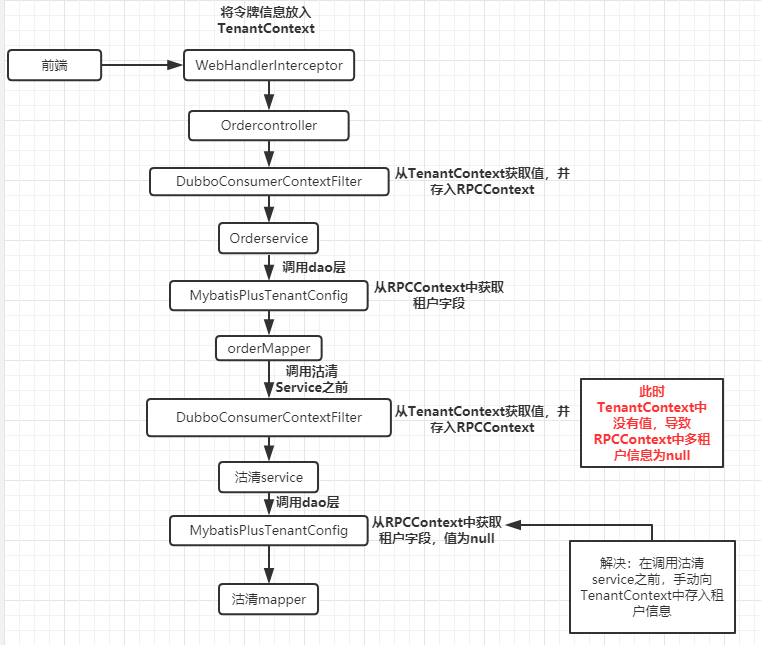 将令牌信息放入
TenantContext
前端
WebHandlerInterceptor
Ordercontroller
DubboConsumerContextFilter
从TenantContext获取值，并
存入RPCContext
Orderservice
调用dao层
MybatisPlusTenantConfig
从RPCContext中获取
租户字段
orderMapper
调用沽清
Service之前
DubboConsumerContextFilter
从TenantContext获取值，并
存入RPCContext
此时
TenantContext中
没有值，导致
RPCContext中多租
户信息为null
沽清service
调用dao层
MybatisPlusTenantConfig
从RPCContext中获取
租户字段，值为null
解决：在调用沽清
service之前，手动向
TenantContext中存入租
户信息
沽清mapper